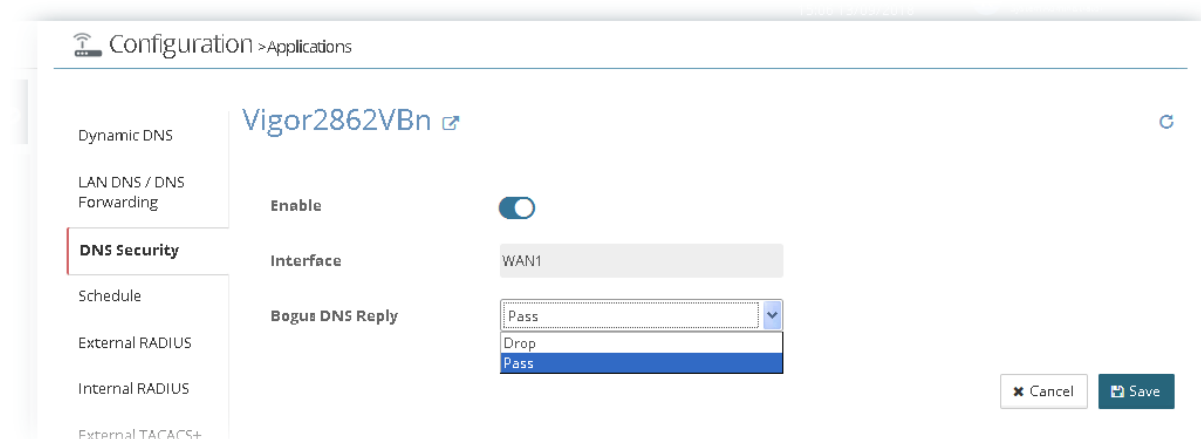 Configuration >Applications
Vigor2862VBn
Dynamic DNS
LAN DNS / DNS
Forwarding
DNS Security
Schedule
External RADIUS
Internal RADIUS
External TACACS+
Enable
Interface
WAN1
Bogus DNS Reply
Pass
Drop
Pass
Cancel
Save